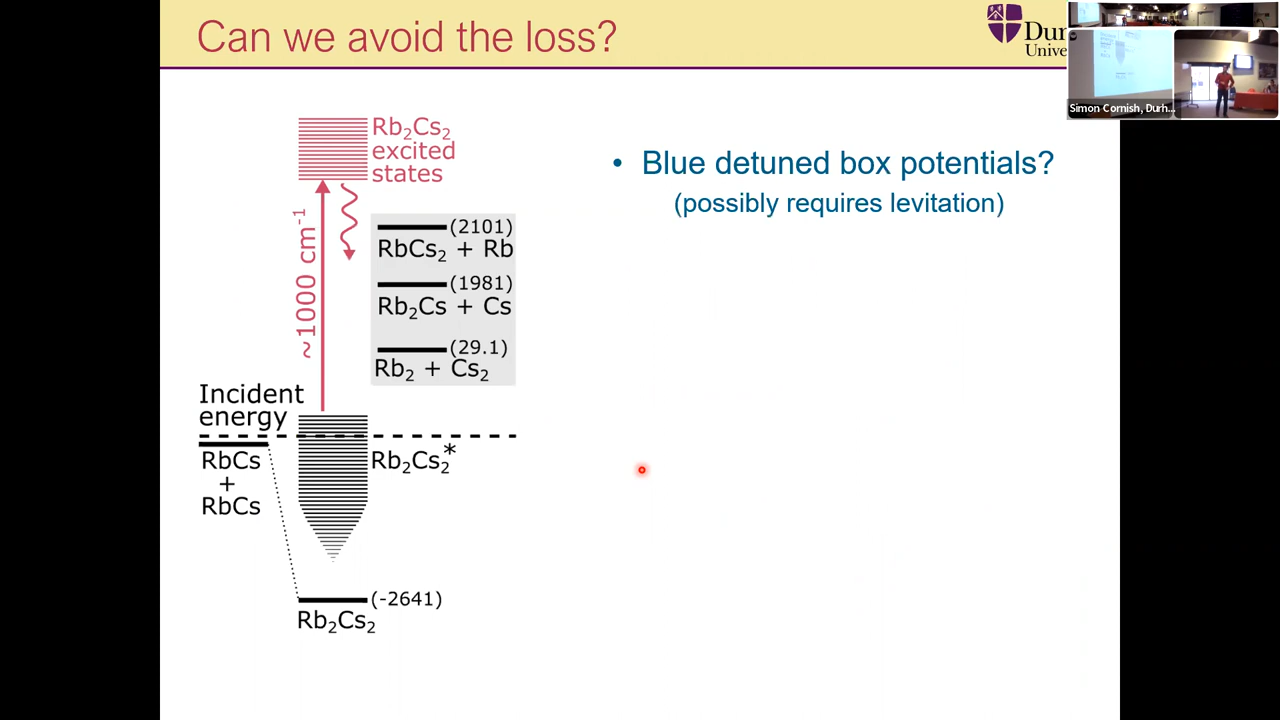 Can we avoid the loss?
Dur
Unive
Simon Cornish, Durh...
Rb₂Cs₂
excited
states
~1000 cm⁻¹
(2101)
RbCs₂ + Rb
(1981)
Rb₂Cs + Cs
(29.1)
Rb₂ + Cs₂
Incident
energy
RbCs
+
RbCs
Rb₂Cs₂*
(-2641)
Rb₂Cs₂
• Blue detuned box potentials?
(possibly requires levitation)